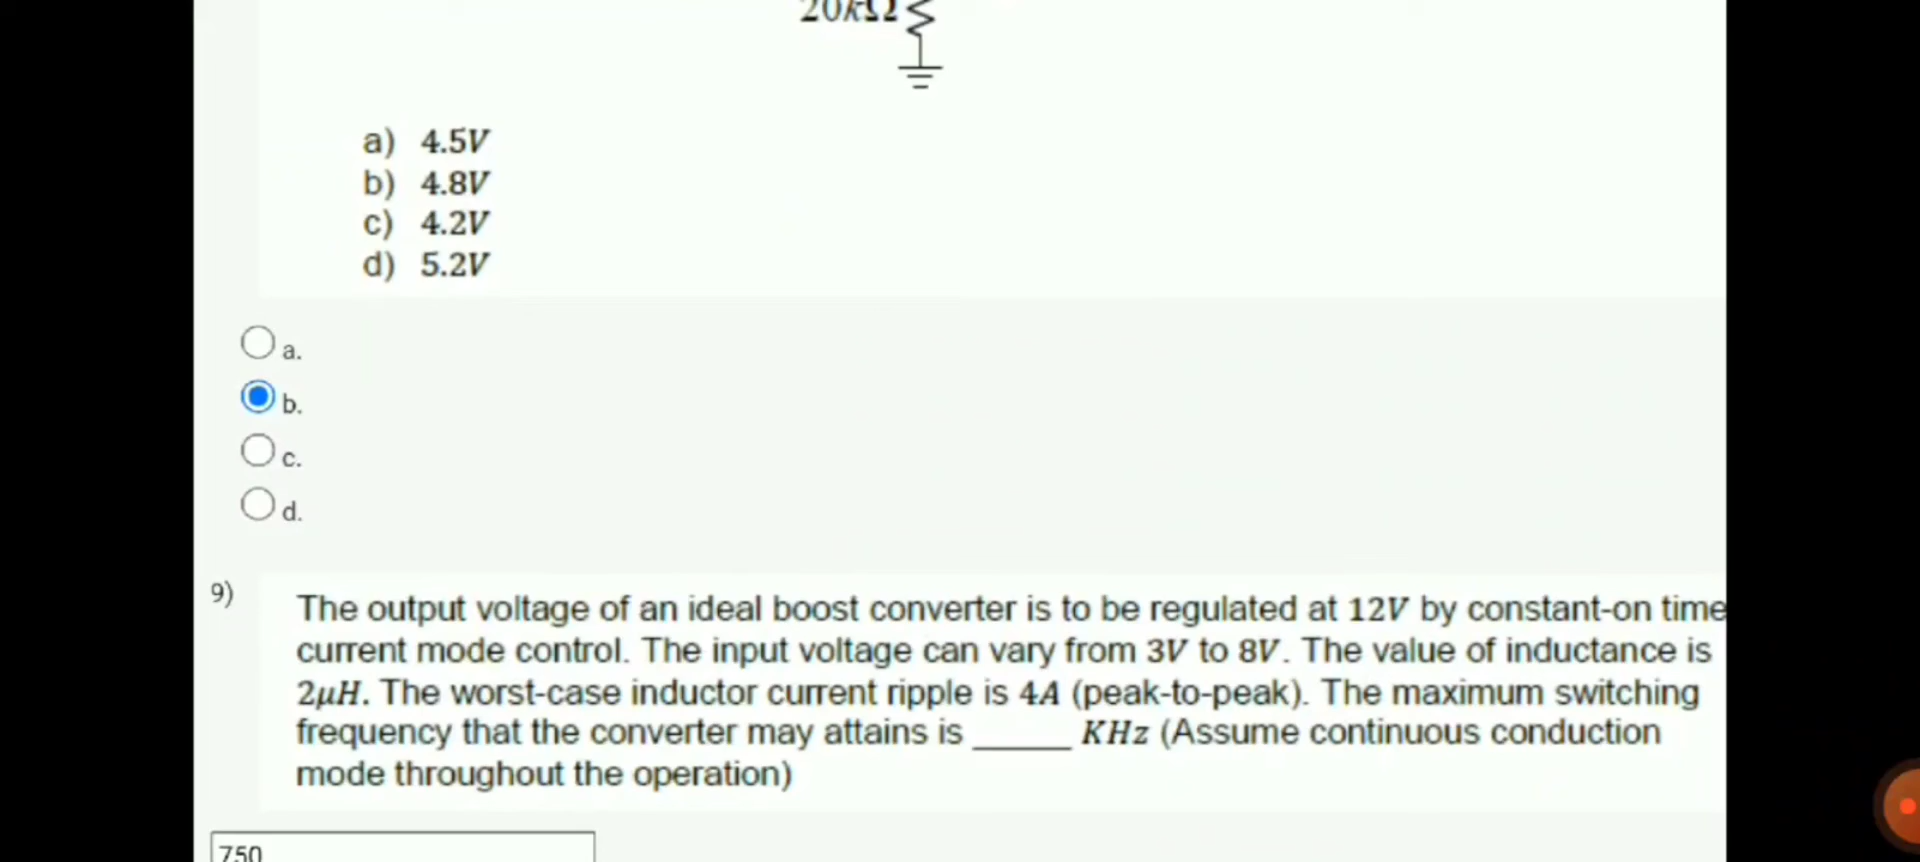 20kΩ
a) 4.5V
b) 4.8V
c) 4.2V
d) 5.2V
a.
b.
c.
d.
9)
The output voltage of an ideal boost converter is to be regulated at 12V by constant-on time
current mode control. The input voltage can vary from 3V to 8V. The value of inductance is
2μH. The worst-case inductor current ripple is 4A (peak-to-peak). The maximum switching
frequency that the converter may attains is _____ KHz (Assume continuous conduction
mode throughout the operation)
750